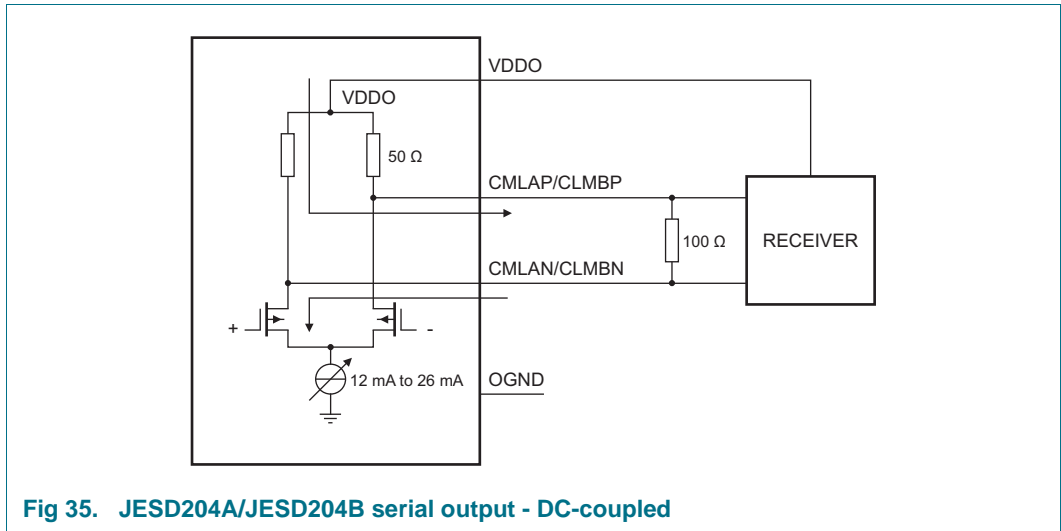 VDDO
VDDO
50 Ω
CMLAP/CLMBP
100 Ω
RECEIVER
CMLAN/CLMBN
+
-
12 mA to 26 mA
OGND
Fig 35. JESD204A/JESD204B serial output - DC-coupled